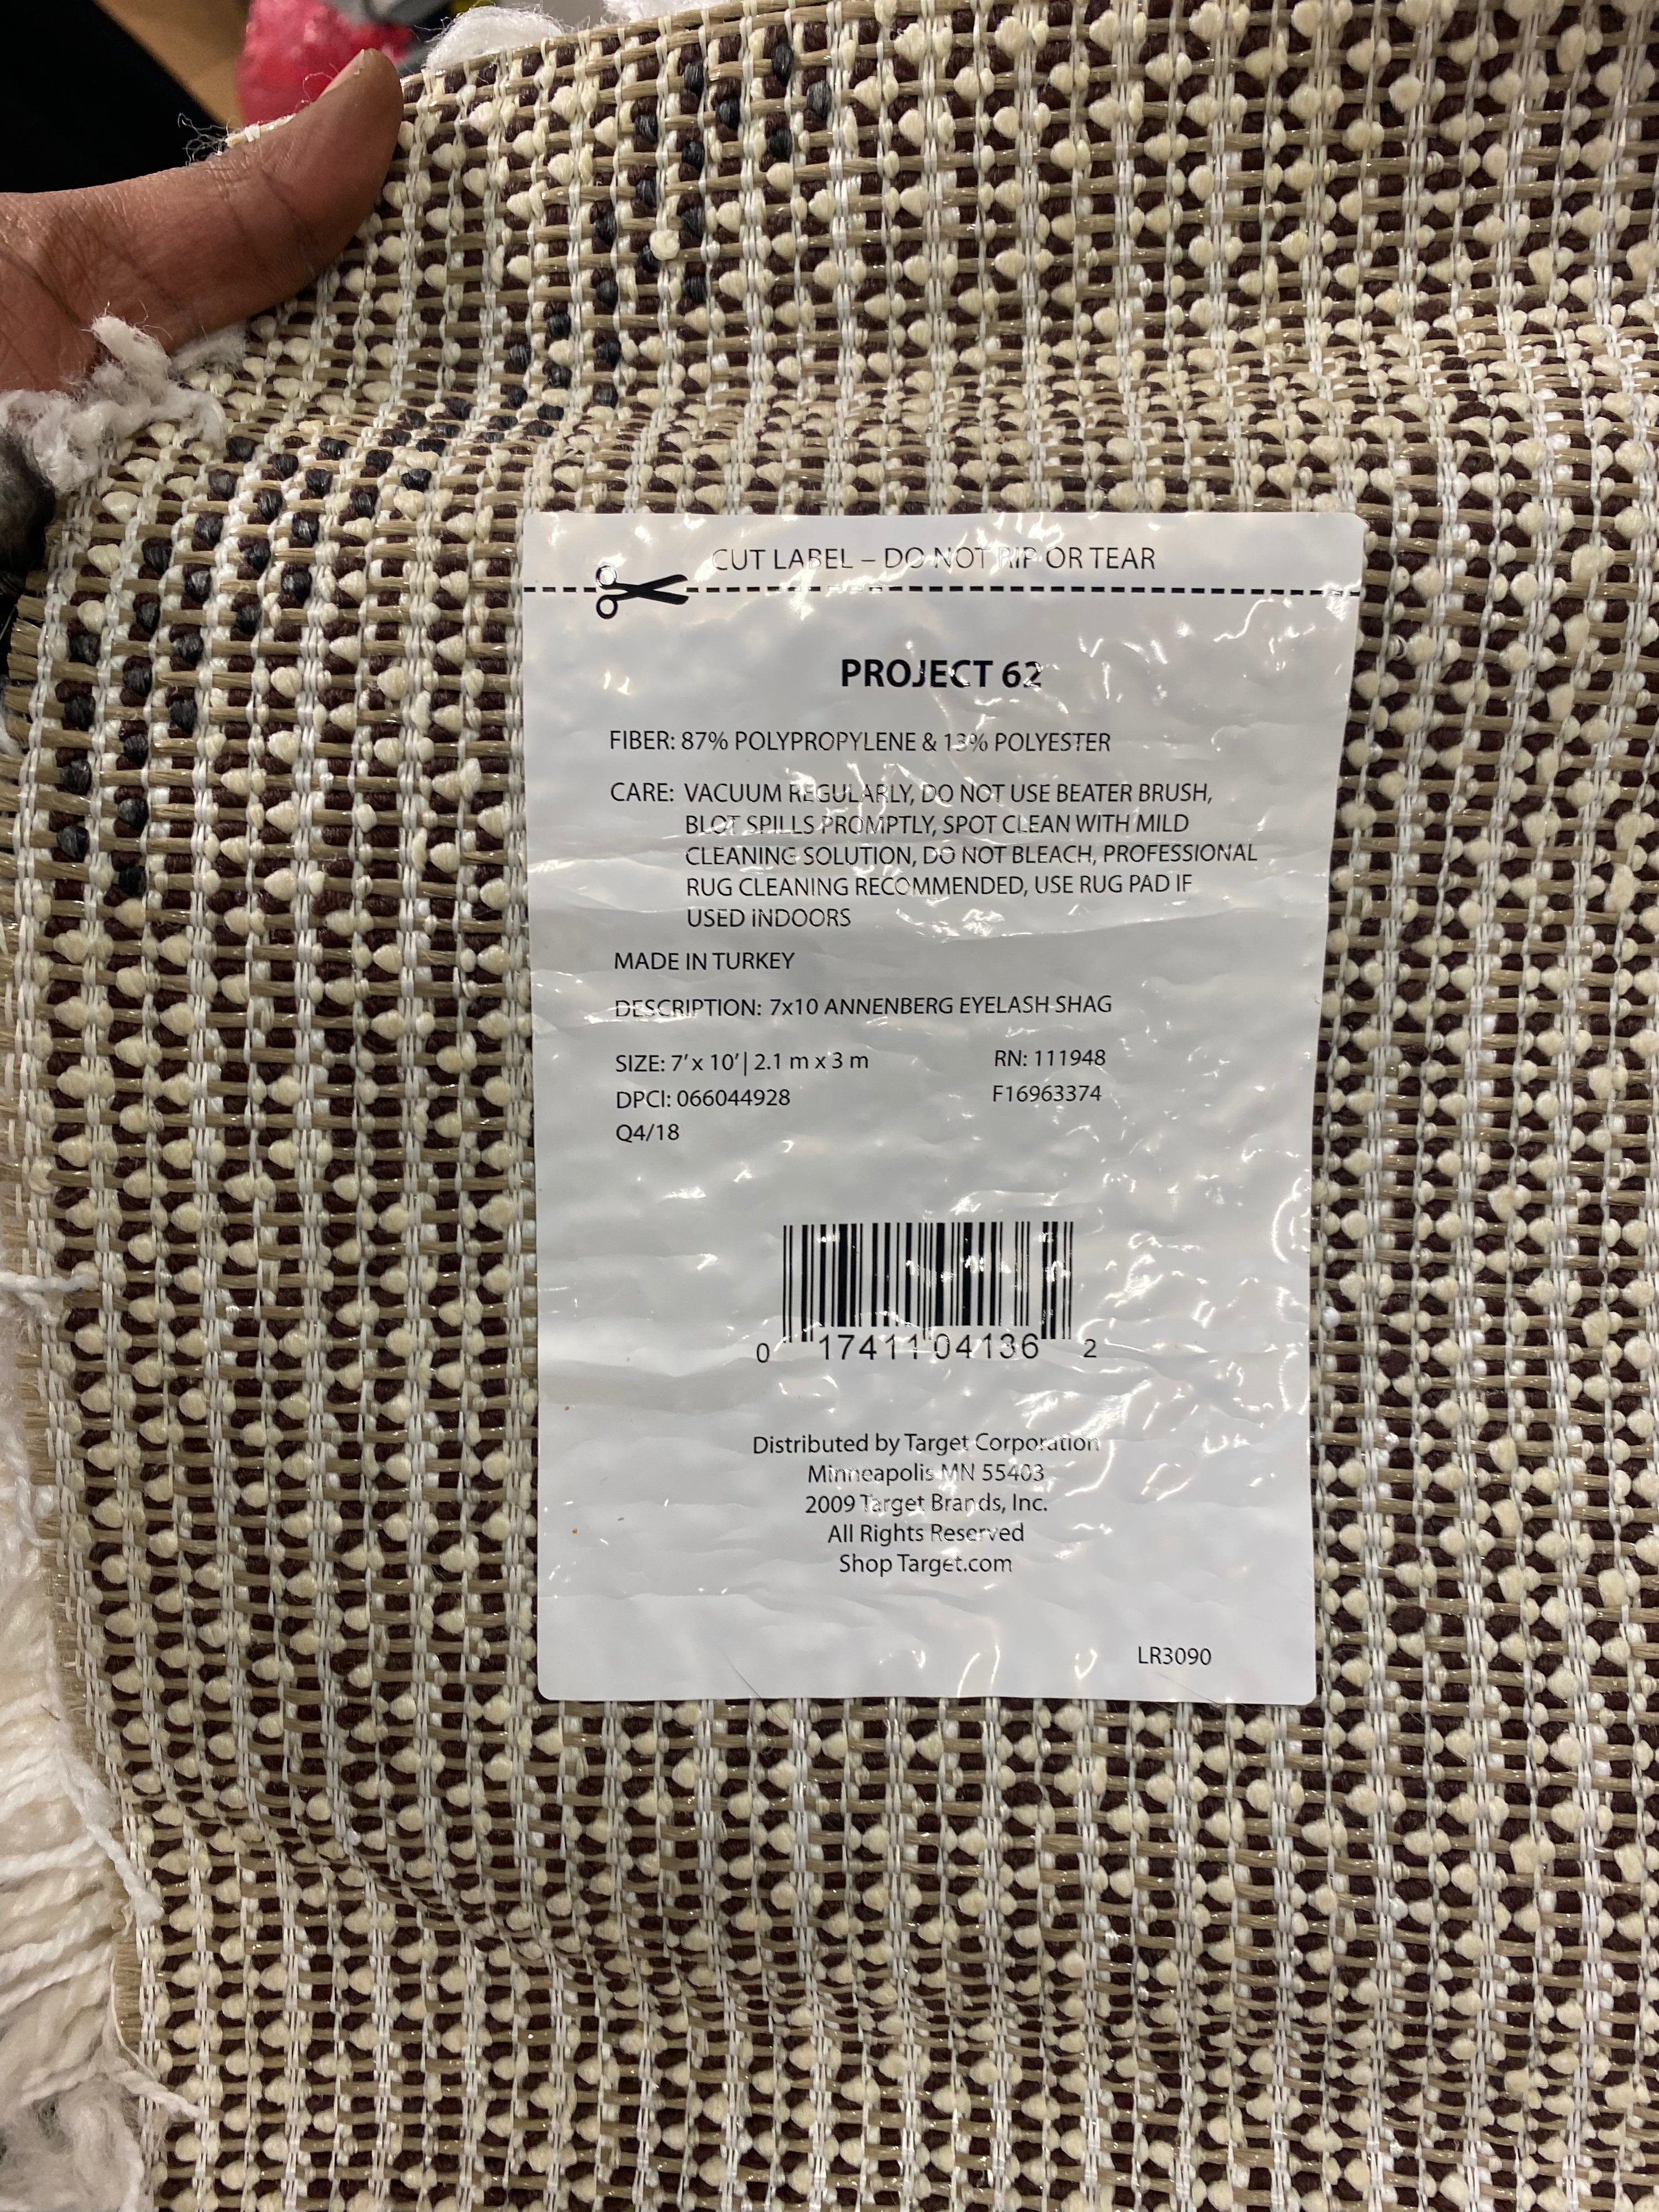 CUT LABEL – DO NOT RIP OR TEAR
PROJECT 62
FIBER: 87% POLYPROPYLENE & 13% POLYESTER
CARE: VACUUM REGULARLY, DO NOT USE BEATER BRUSH,
BLOT SPILLS PROMPTLY, SPOT CLEAN WITH MILD
CLEANING SOLUTION, DO NOT BLEACH, PROFESSIONAL
RUG CLEANING RECOMMENDED, USE RUG PAD IF
USED INDOORS
MADE IN TURKEY
DESCRIPTION: 7x10 ANNENBERG EYELASH SHAG
SIZE: 7' x 10' | 2.1 m x 3 m RN: 111948
DPCI: 066044928 F16963374
Q4/18
0 17411 04136 2
Distributed by Target Corporation
Minneapolis MN 55403
2009 Target Brands, Inc.
All Rights Reserved
Shop Target.com
LR3090